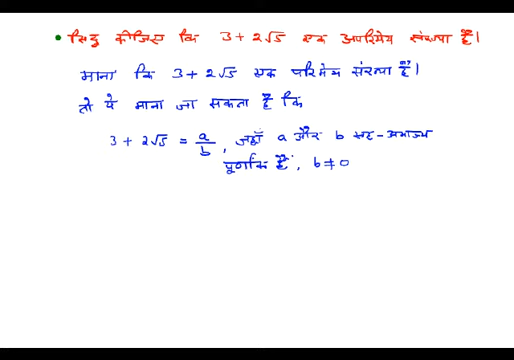 • सिद्ध कीजिए कि 3 + 2√5 एक अपरिमेय संख्या है।
माना कि 3 + 2√5 एक परिमेय संख्या है।
तो ये माना जा सकता है कि
3 + 2√5 = a/b , जहाँ a और b सह-अभाज्य
पूर्णांक हैं, b ≠ 0